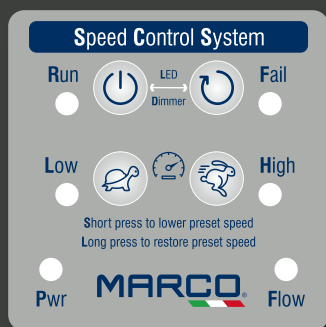 Speed Control System
Run
LED
Fail
Dimmer
Low
High
Short press to lower preset speed
Long press to restore preset speed
MARCO
Pwr
Flow